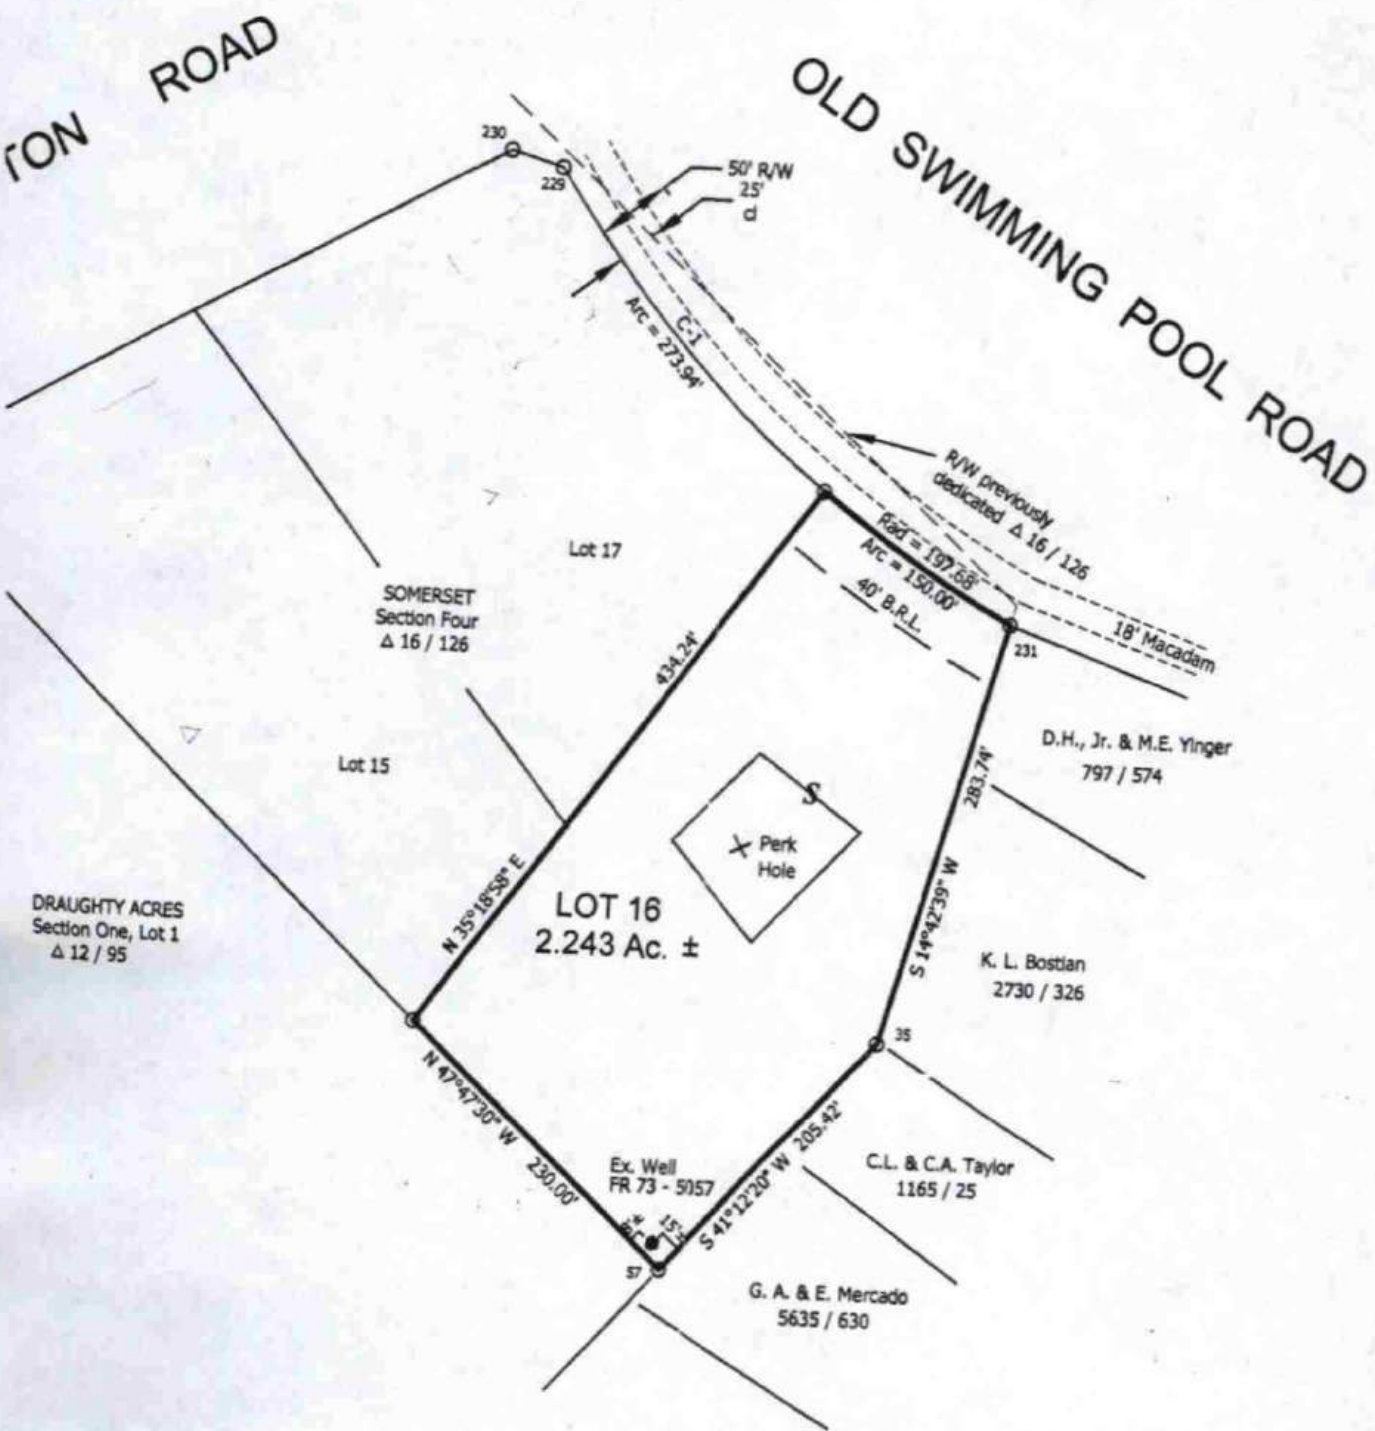 TON ROAD
OLD SWIMMING POOL ROAD
230
229
50' R/W
25'
d
Arc = 273.94'
C-1
R/W previously
dedicated Δ 16 / 126
Rad = 197.68'
Arc = 150.00'
40' B.R.L.
18' Macadam
231
Lot 17
SOMERSET
Section Four
Δ 16 / 126
434.24'
N 35°18'58" E
Lot 15
D.H., Jr. & M.E. Yinger
797 / 574
283.74'
S 14°42'39" W
S
X Perk
Hole
LOT 16
2.243 Ac. ±
DRAUGHTY ACRES
Section One, Lot 1
Δ 12 / 95
K. L. Bostian
2730 / 326
35
N 47°47'30" W 230.00'
S 41°12'20" W 205.42'
Ex. Well
FR 73 - 5057
15'±
57
C.L. & C.A. Taylor
1165 / 25
G. A. & E. Mercado
5635 / 630